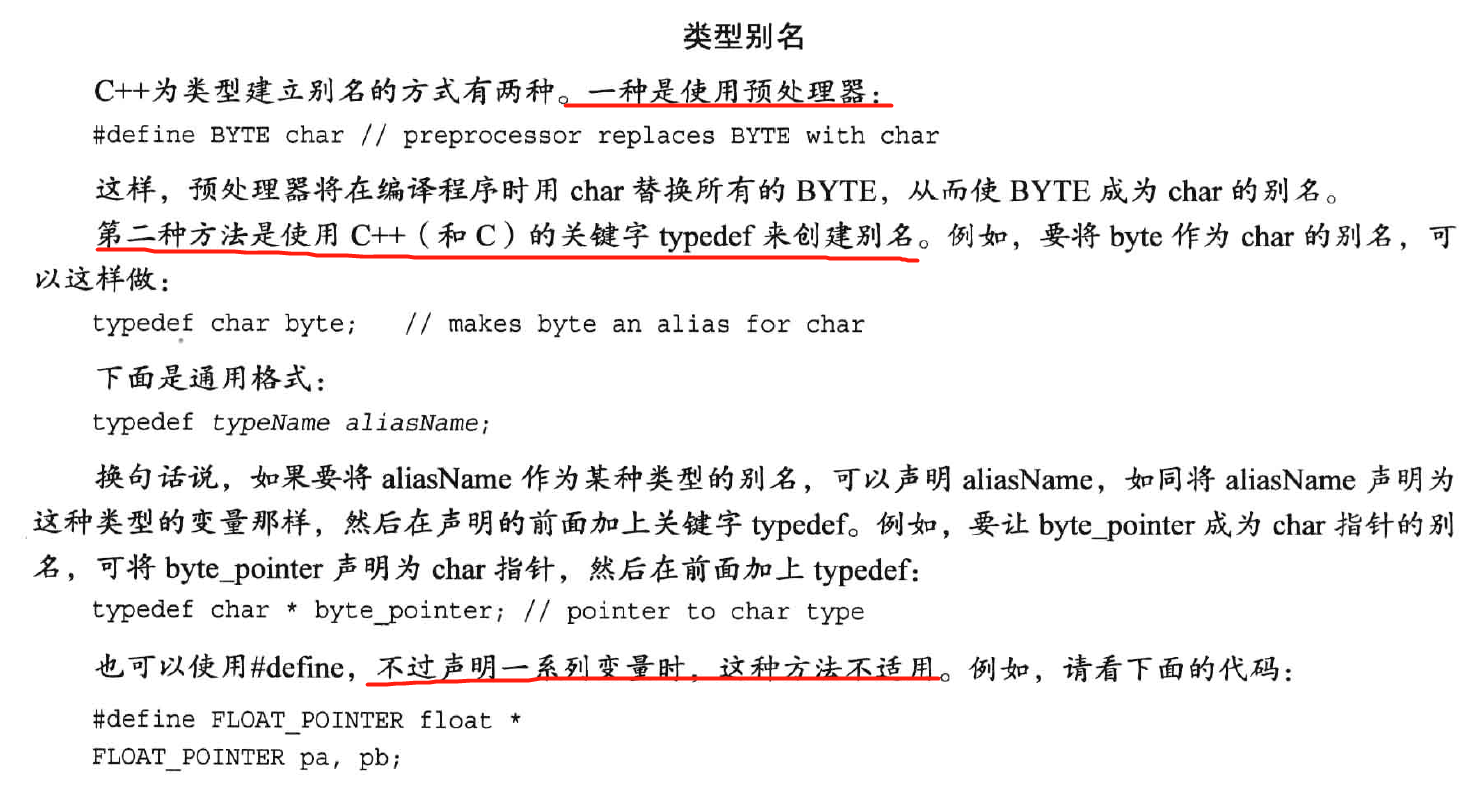 类型别名
C++为类型建立别名的方式有两种。一种是使用预处理器：
#define BYTE char // preprocessor replaces BYTE with char
这样，预处理器将在编译程序时用 char 替换所有的 BYTE，从而使 BYTE 成为 char 的别名。
第二种方法是使用 C++（和 C）的关键字 typedef 来创建别名。例如，要将 byte 作为 char 的别名，可
以这样做：
typedef char byte;   // makes byte an alias for char
下面是通用格式：
typedef typeName aliasName;
换句话说，如果要将 aliasName 作为某种类型的别名，可以声明 aliasName，如同将 aliasName 声明为
这种类型的变量那样，然后在声明的前面加上关键字 typedef。例如，要让 byte_pointer 成为 char 指针的别
名，可将 byte_pointer 声明为 char 指针，然后在前面加上 typedef：
typedef char * byte_pointer; // pointer to char type
也可以使用#define，不过声明一系列变量时，这种方法不适用。例如，请看下面的代码：
#define FLOAT_POINTER float *
FLOAT_POINTER pa, pb;